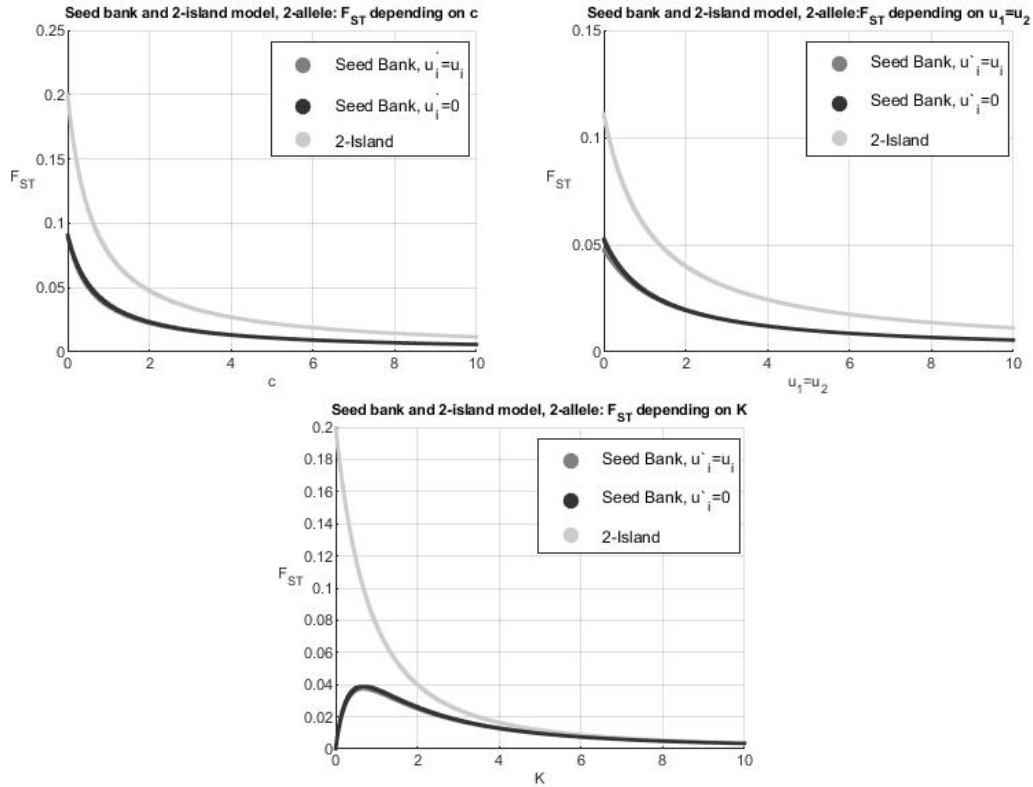 Seed bank and 2-island model, 2-allele: F_ST depending on c
0.25
0.2
0.15
0.1
0.05
0
F_ST
0 2 4 6 8 10
c
Seed Bank, u`_i=u_i
Seed Bank, u`_i=0
2-Island
Seed bank and 2-island model, 2-allele:F_ST depending on u_1=u_2
0.15
0.1
0.05
0
F_ST
0 2 4 6 8 10
u_1=u_2
Seed Bank, u`_i=u_i
Seed Bank, u`_i=0
2-Island
Seed bank and 2-island model, 2-allele: F_ST depending on K
0.2
0.18
0.16
0.14
0.12
0.1
0.08
0.06
0.04
0.02
0
F_ST
0 2 4 6 8 10
K
Seed Bank, u`_i=u_i
Seed Bank, u`_i=0
2-Island